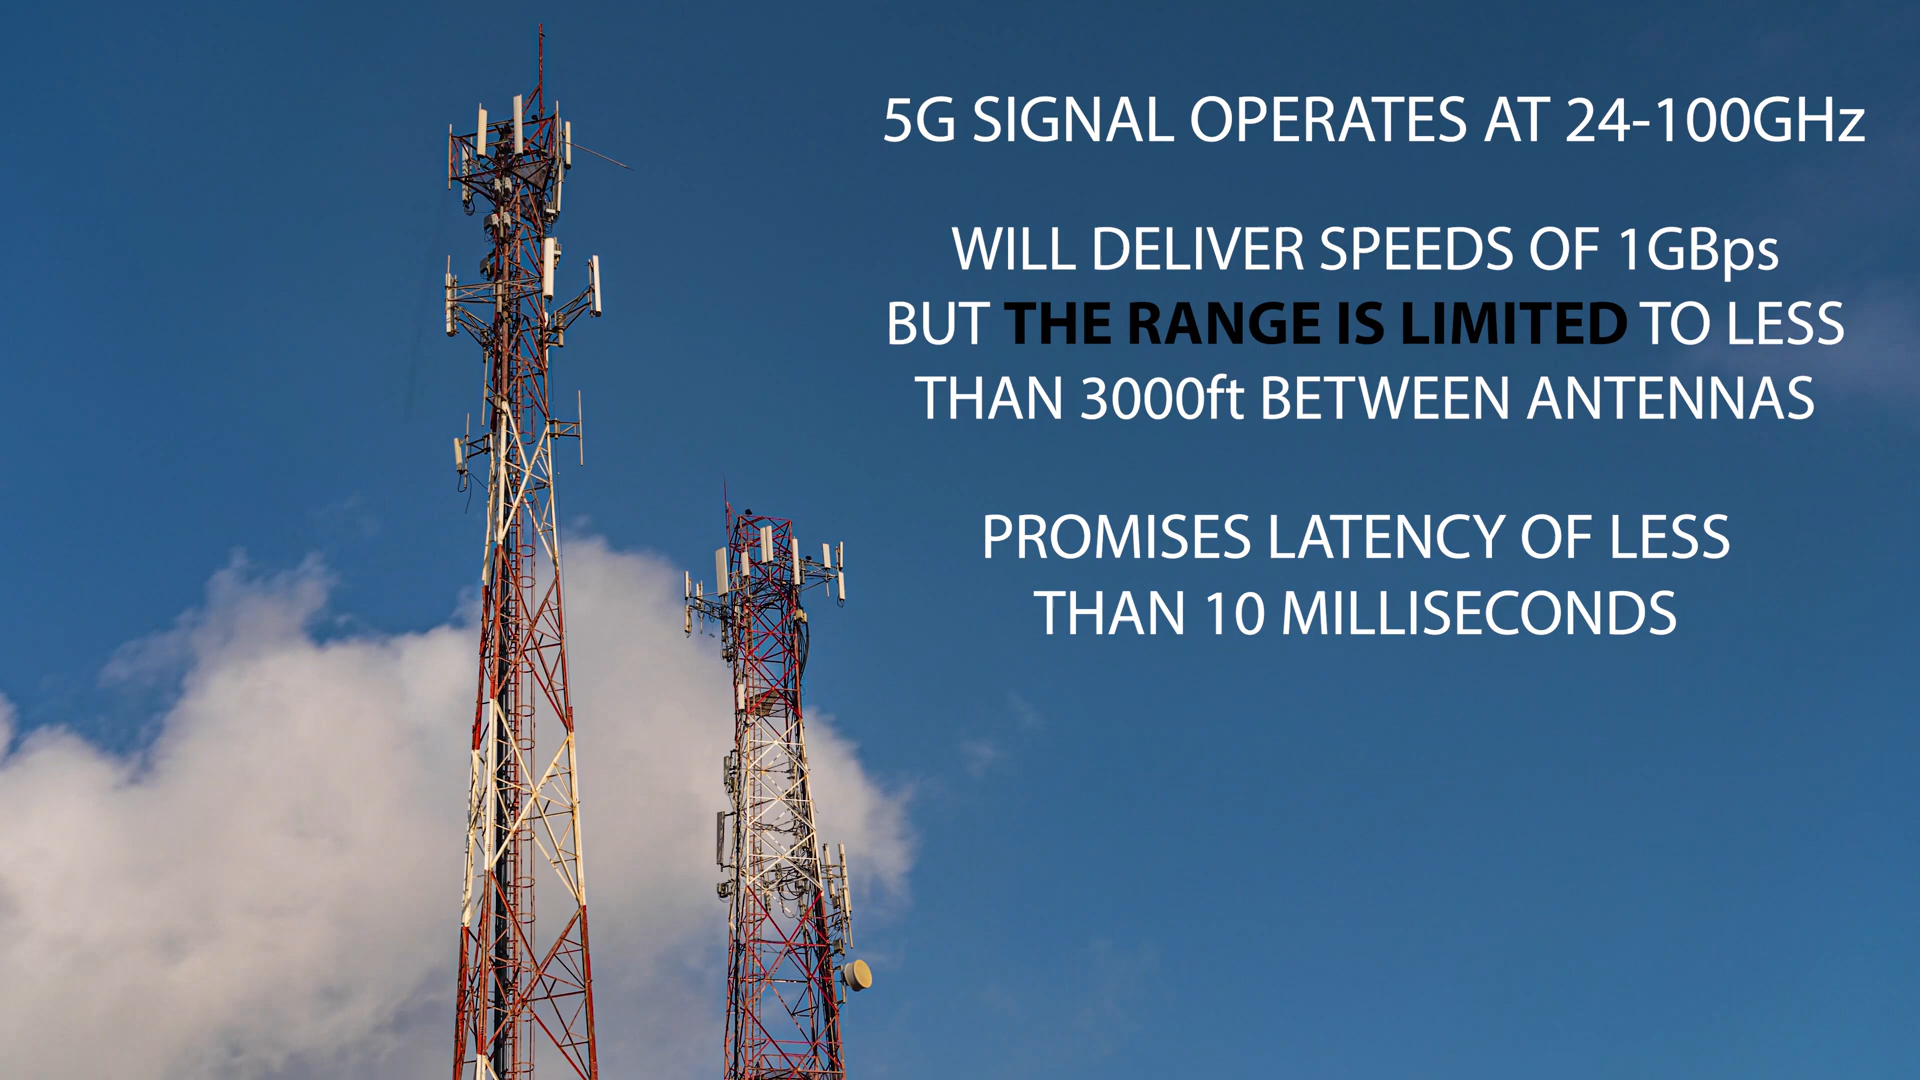 5G SIGNAL OPERATES AT 24-100GHz
WILL DELIVER SPEEDS OF 1GBps
BUT THE RANGE IS LIMITED TO LESS
THAN 3000ft BETWEEN ANTENNAS
PROMISES LATENCY OF LESS
THAN 10 MILLISECONDS